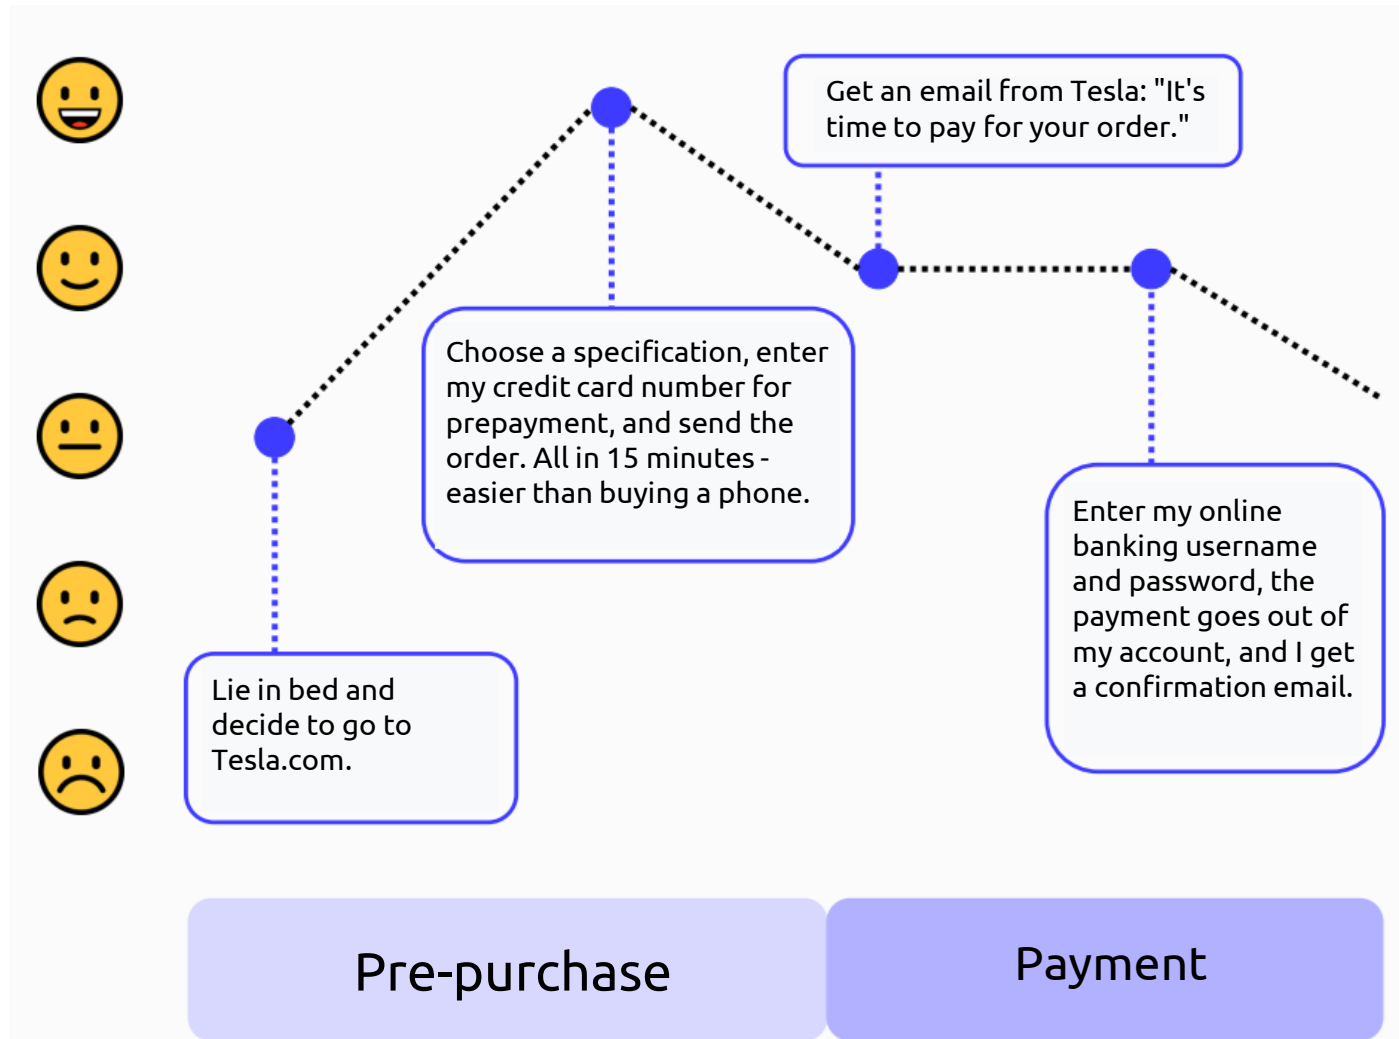 Get an email from Tesla: "It's
time to pay for your order."
Choose a specification, enter
my credit card number for
prepayment, and send the
order. All in 15 minutes -
easier than buying a phone.
Enter my online
banking username
and password, the
payment goes out of
my account, and I get
a confirmation email.
Lie in bed and
decide to go to
Tesla.com.
Pre-purchase
Payment